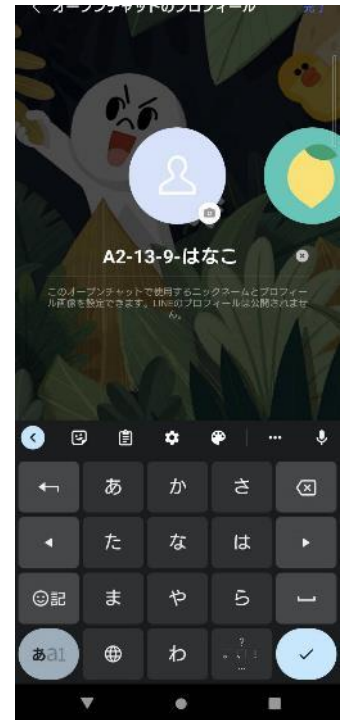 オープンチャットのプロフィール 完了
A2-13-9-はなこ
このオープンチャットで使用するニックネームとプロフィー
ル画像を設定できます。LINEのプロフィールは公開されませ
ん。
あ か さ
た な は
記 ま や ら
あa1 わ 、。?!…